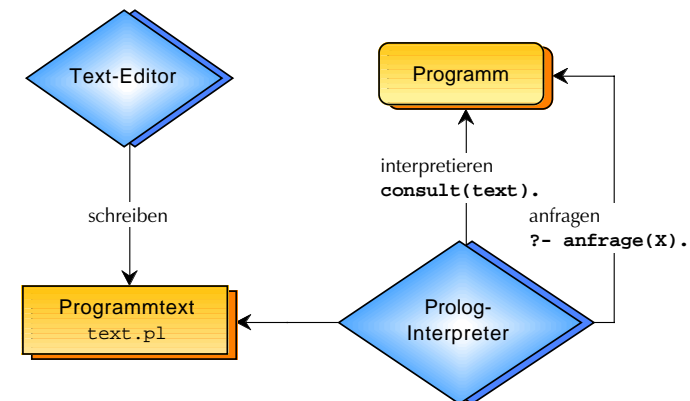 Text-Editor
Programm
interpretieren
consult(text).
schreiben
anfragen
?- anfrage(X).
Programmtext
text.pl
Prolog-
Interpreter